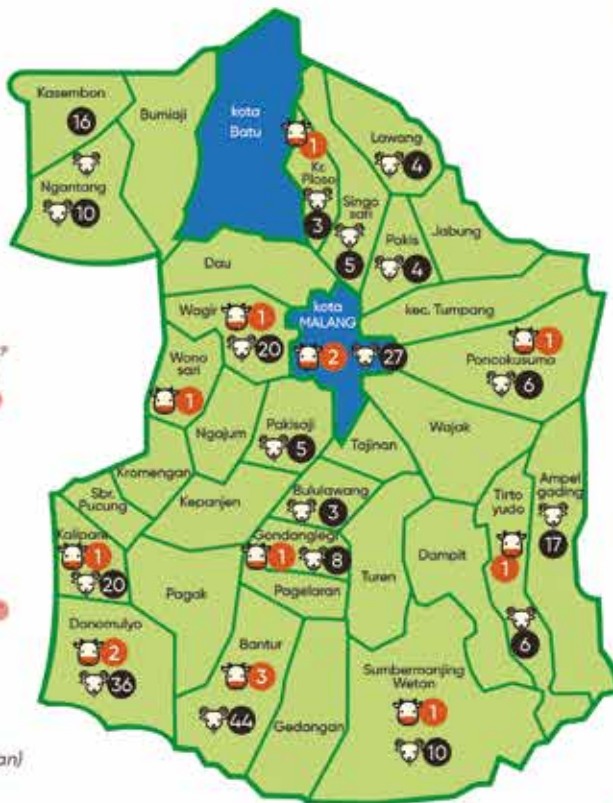 Kasembon
16
Bumiaji
kota
Batu
Ngantang
10
1
Kr.
Ploso
3
Lawang
4
Singo
sari
5
Pakis
4
Jabung
Dau
Wagir
1
20
kota
MALANG
2
27
kec. Tumpang
1
Poncokusumo
6
Wono
sari
1
Ngajum
Pakisaji
5
Tajinan
Wajak
Kromengan
Sbr.
Pucung
Kepanjen
Bululawang
3
Tirto
yudo
1
6
Ampel
gading
17
Kalipare
1
20
Gondanglegi
1
8
Dampit
Turen
Pagak
Pagelaran
Donomulyo
2
36
Bantur
3
44
Gedangan
Sumbermanjing
Wetan
1
10
an)